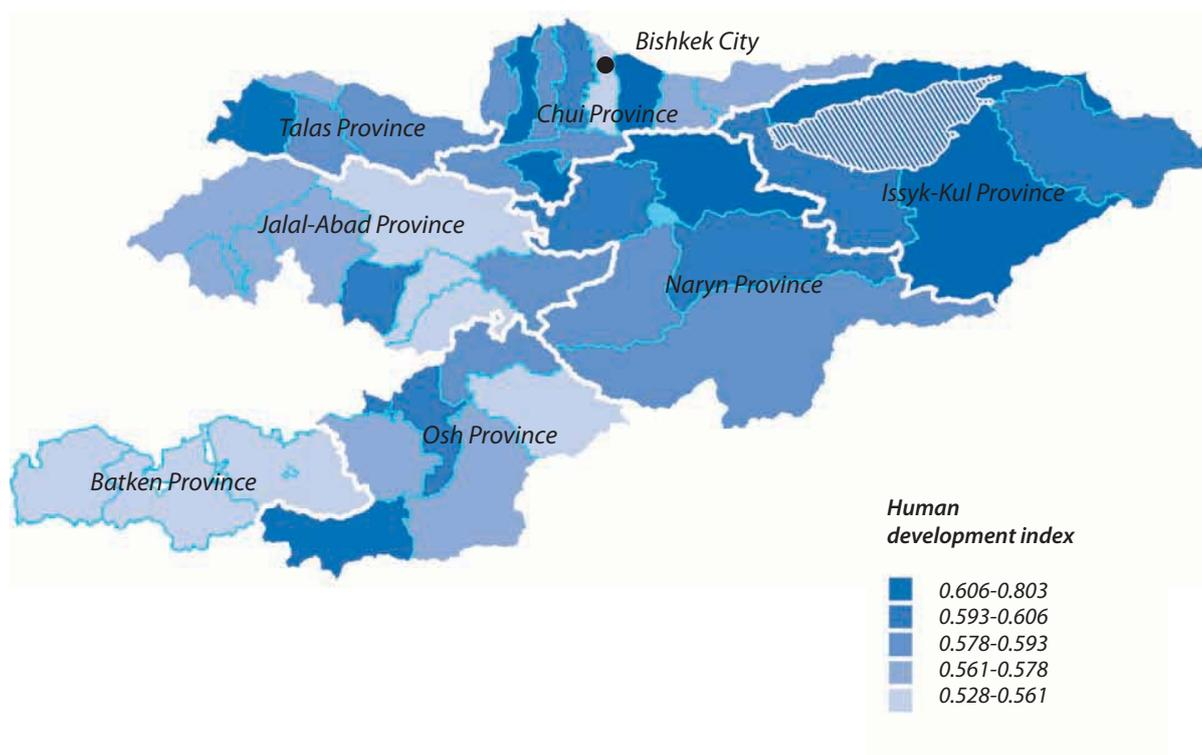 Bishkek City
Chui Province
Talas Province
Issyk-Kul Province
Jalal-Abad Province
Naryn Province
Osh Province
Batken Province
Human
development index
0.606-0.803
0.593-0.606
0.578-0.593
0.561-0.578
0.528-0.561